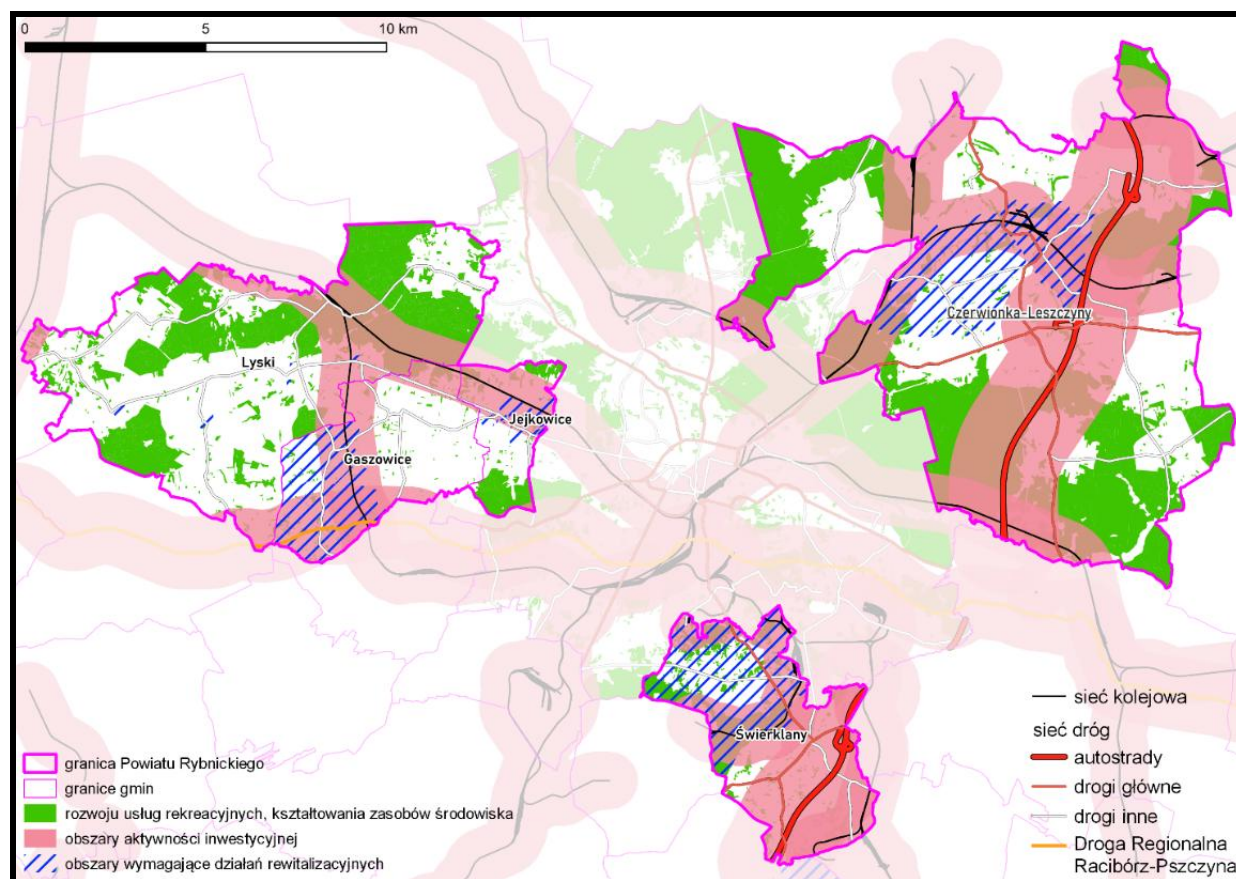 0 5 10 km
Czerwionka-Leszczyny
Lyski
Jejkowice
Gaszowice
Świerklany
granica Powiatu Rybnickiego
granice gmin
rozwoju usług rekreacyjnych, kształtowania zasobów środowiska
obszary aktywności inwestycyjnej
obszary wymagające działań rewitalizacyjnych
sieć kolejowa
sieć dróg
autostrady
drogi główne
drogi inne
Droga Regionalna
Racibórz-Pszczyna